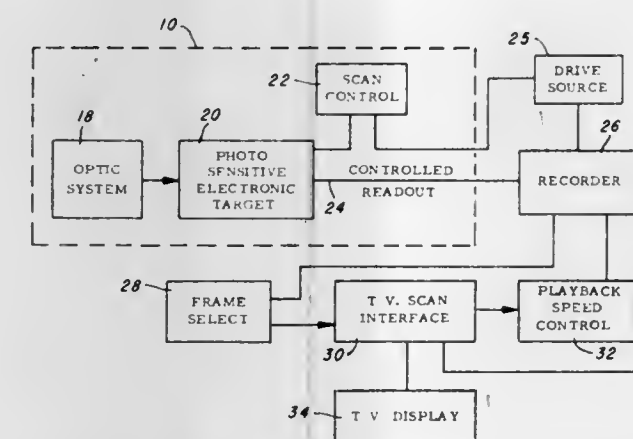 10
25
22
SCAN
CONTROL
DRIVE
SOURCE
18
20
26
OPTIC
SYSTEM
PHOTO
SENSITIVE
ELECTRONIC
TARGET
CONTROLLED
24
READOUT
RECORDER
28
FRAME
SELECT
T V. SCAN
INTERFACE
30
PLAYBACK
SPEED
CONTROL
32
34
T V DISPLAY